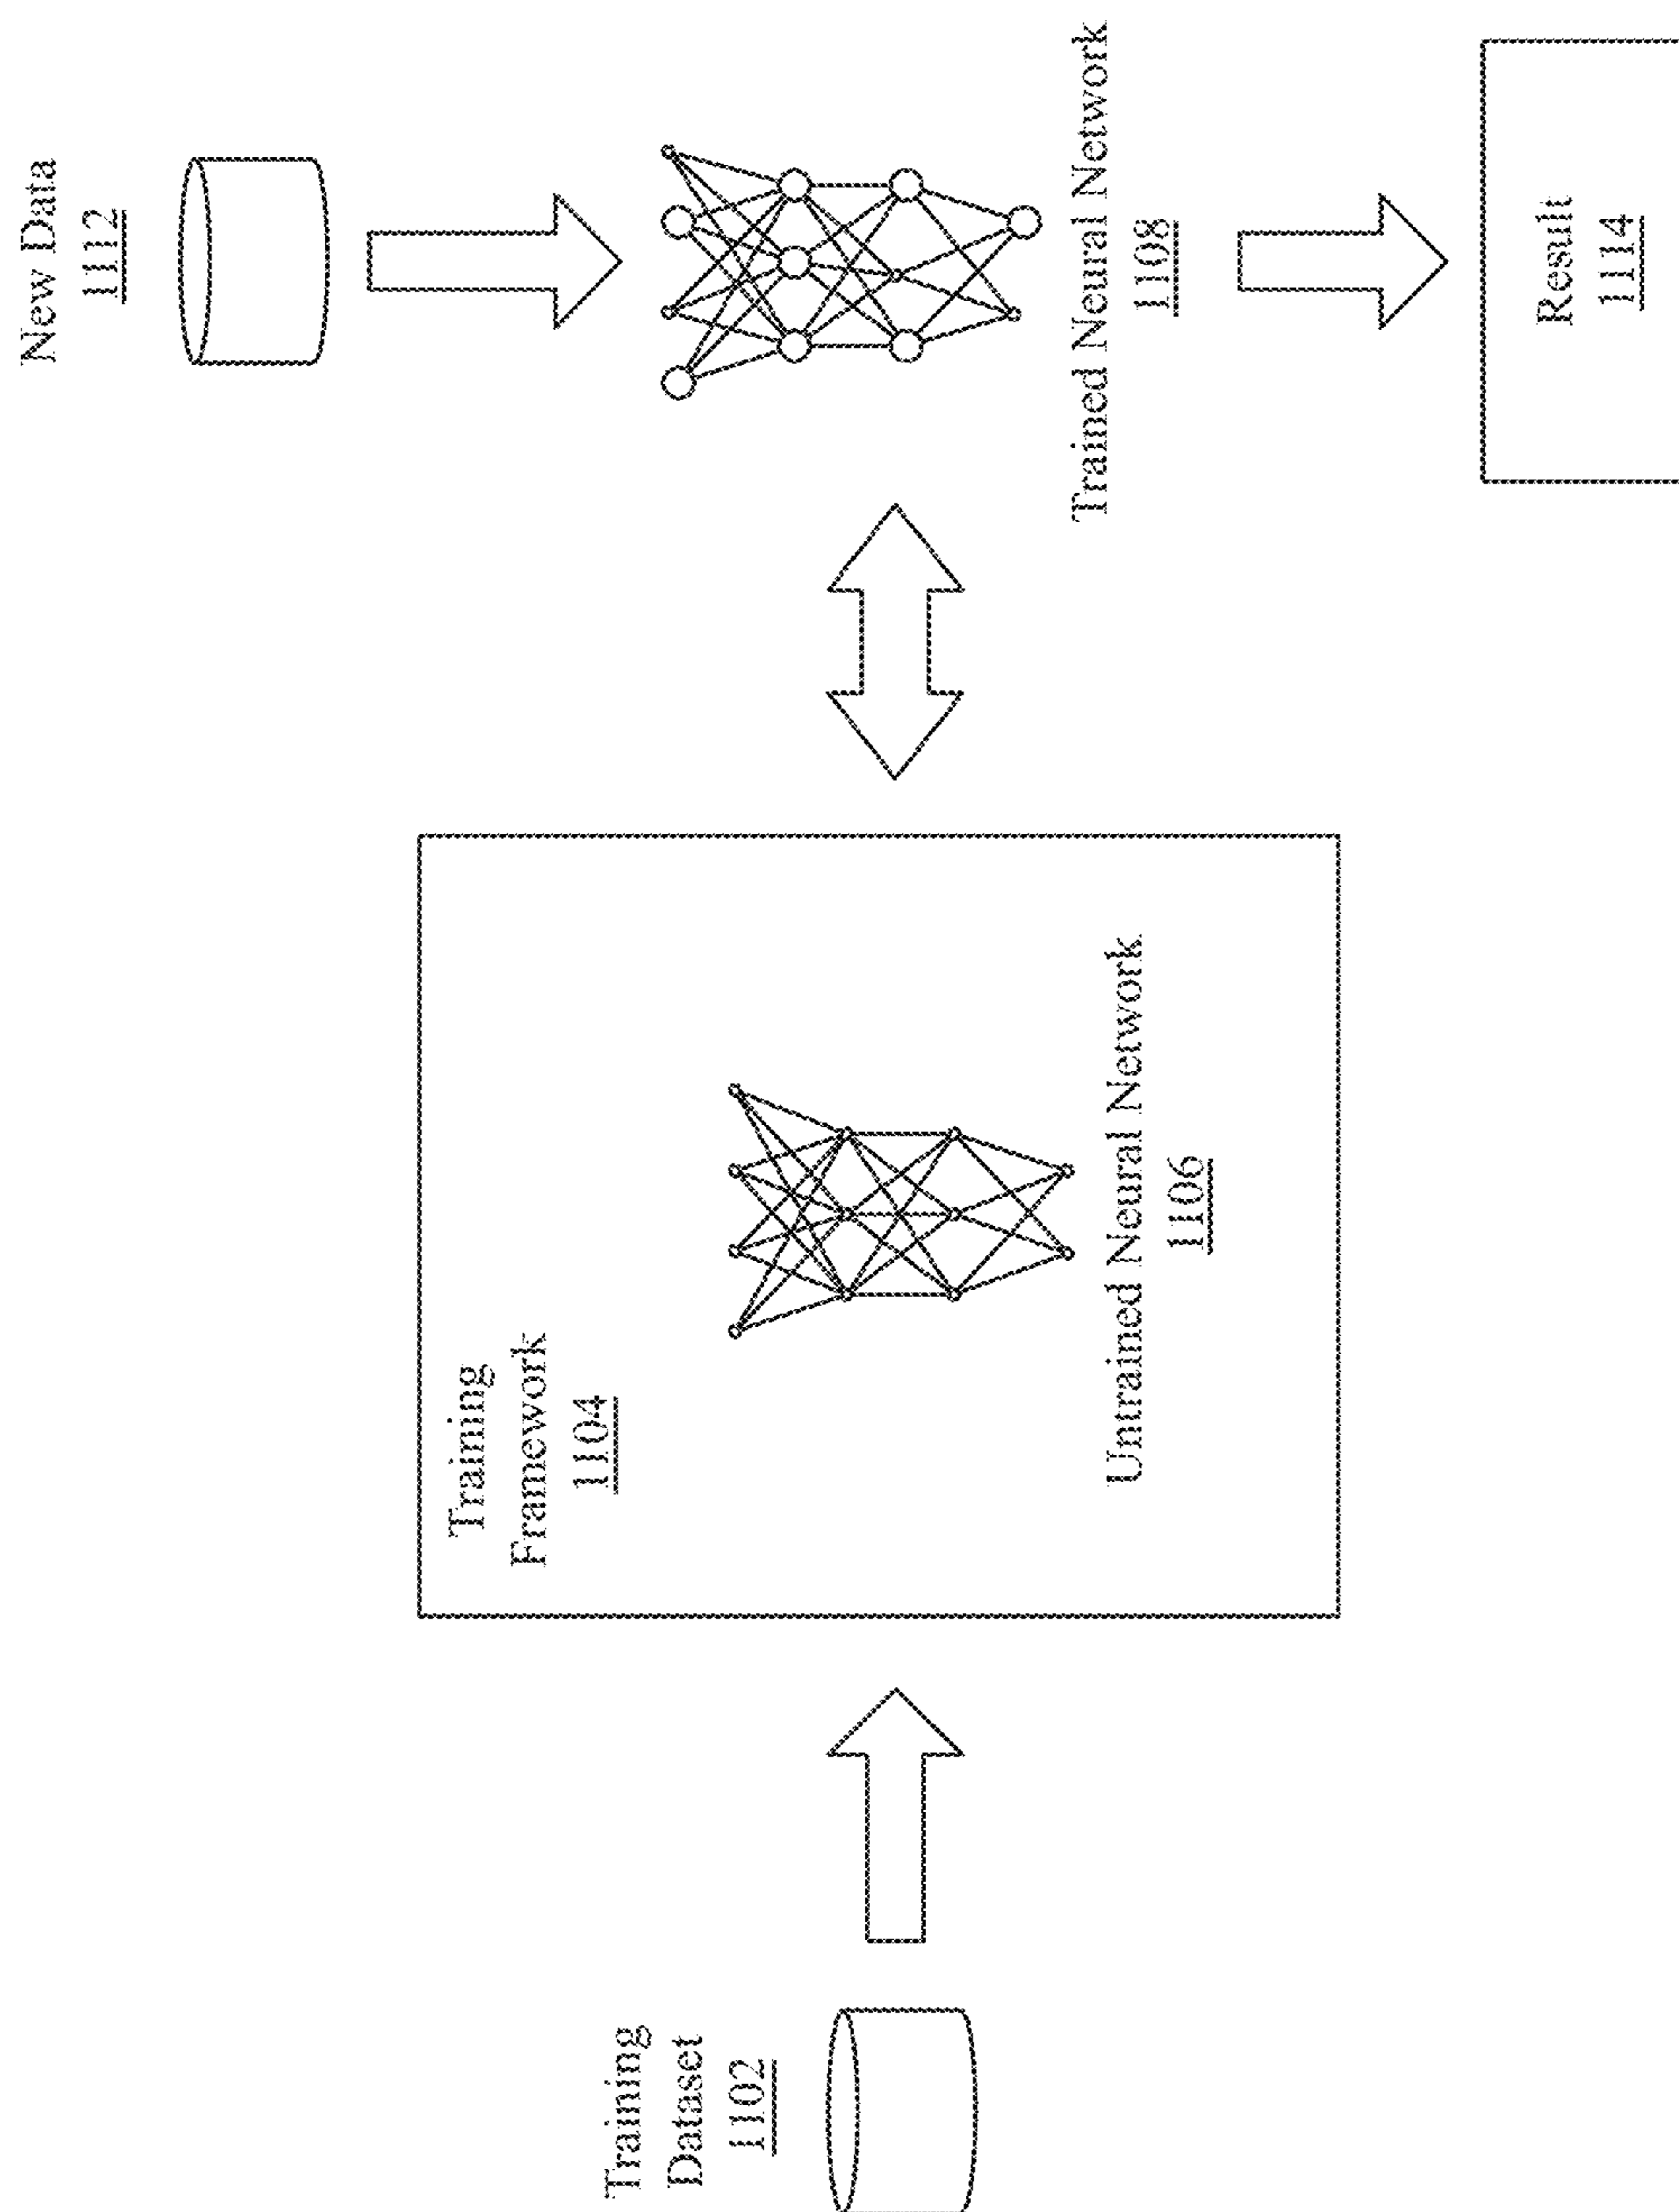 Training
Dataset
1102
Training
Framework
1104
Untrained Neural Network
1106
New Data
1112
Trained Neural Network
1108
Result
1114